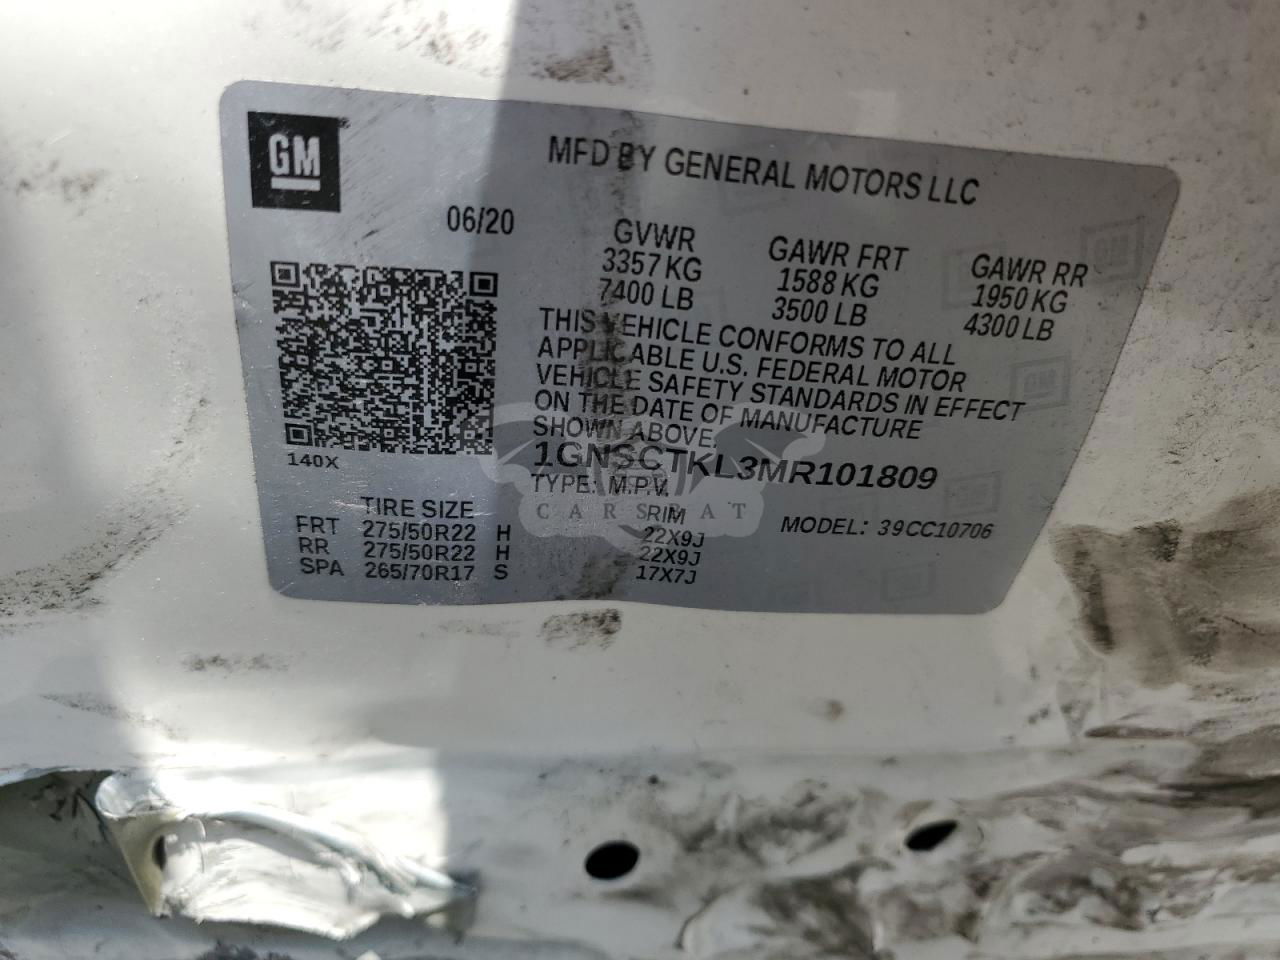 GM
MFD BY GENERAL MOTORS LLC
06/20
GVWR GAWR FRT GAWR RR
3357 KG 1588 KG 1950 KG
7400 LB 3500 LB 4300 LB
THIS VEHICLE CONFORMS TO ALL
APPLICABLE U.S. FEDERAL MOTOR
VEHICLE SAFETY STANDARDS IN EFFECT
ON THE DATE OF MANUFACTURE
SHOWN ABOVE.
1GNSCTKL3MR101809
140X
TYPE: M.P.V.
CARSBAT
MODEL: 39CC10706
TIRE SIZE RIM
FRT 275/50R22 H 22X9J
RR 275/50R22 H 22X9J
SPA 265/70R17 S 17X7J